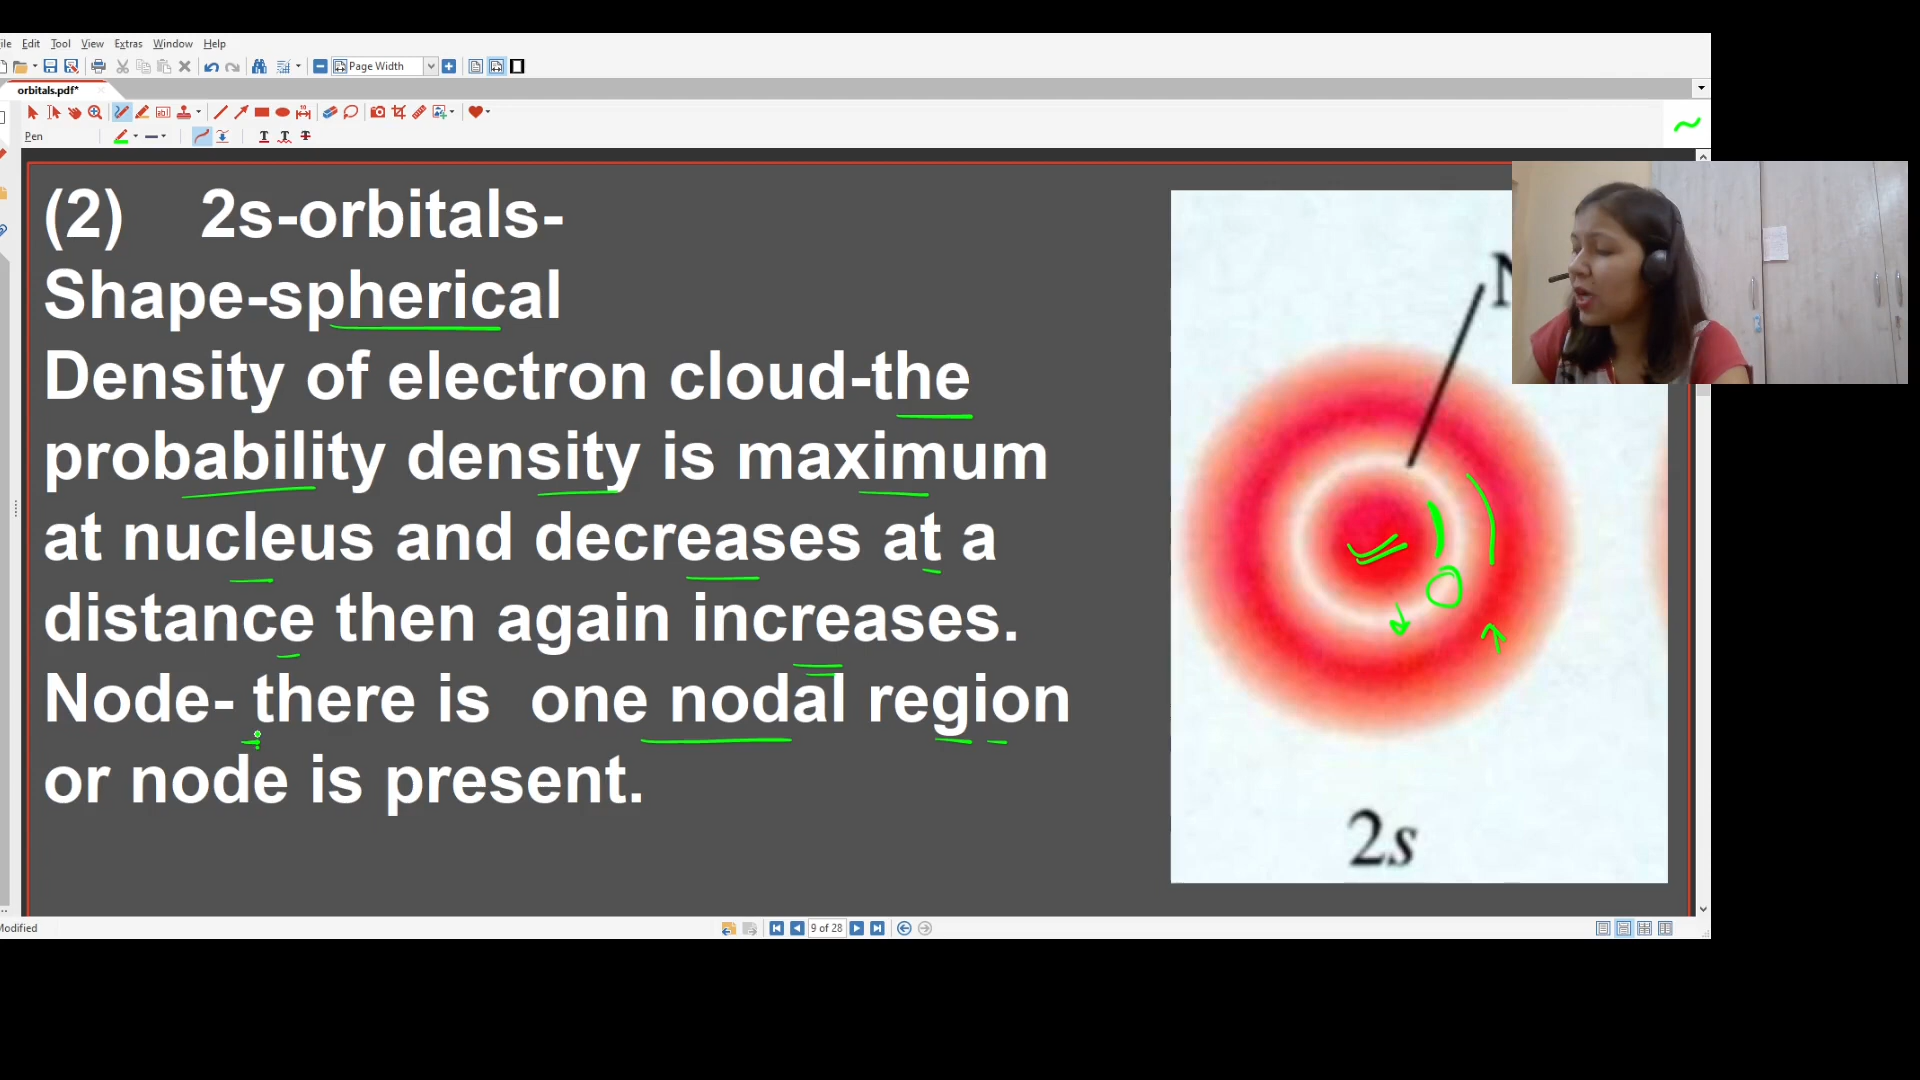 File Edit Tool View Extras Window Help
Page Width
orbitals.pdf*
Pen
(2) 2s-orbitals-
Shape-spherical
Density of electron cloud-the
probability density is maximum
at nucleus and decreases at a
distance then again increases.
Node- there is one nodal region
or node is present.
2s
9 of 28
Modified